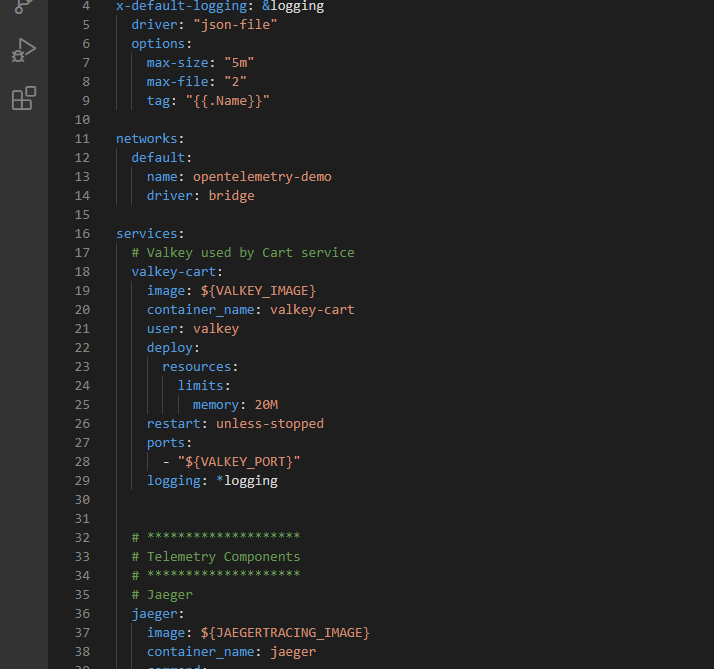 4 x-default-logging: &logging
5   driver: "json-file"
6   options:
7     max-size: "5m"
8     max-file: "2"
9     tag: "{{.Name}}"
10
11 networks:
12   default:
13     name: opentelemetry-demo
14     driver: bridge
15
16 services:
17   # Valkey used by Cart service
18   valkey-cart:
19     image: ${VALKEY_IMAGE}
20     container_name: valkey-cart
21     user: valkey
22     deploy:
23       resources:
24         limits:
25           memory: 20M
26     restart: unless-stopped
27     ports:
28       - "${VALKEY_PORT}"
29     logging: *logging
30
31
32   # ********************
33   # Telemetry Components
34   # ********************
35   # Jaeger
36   jaeger:
37     image: ${JAEGERTRACING_IMAGE}
38     container_name: jaeger
39     command: